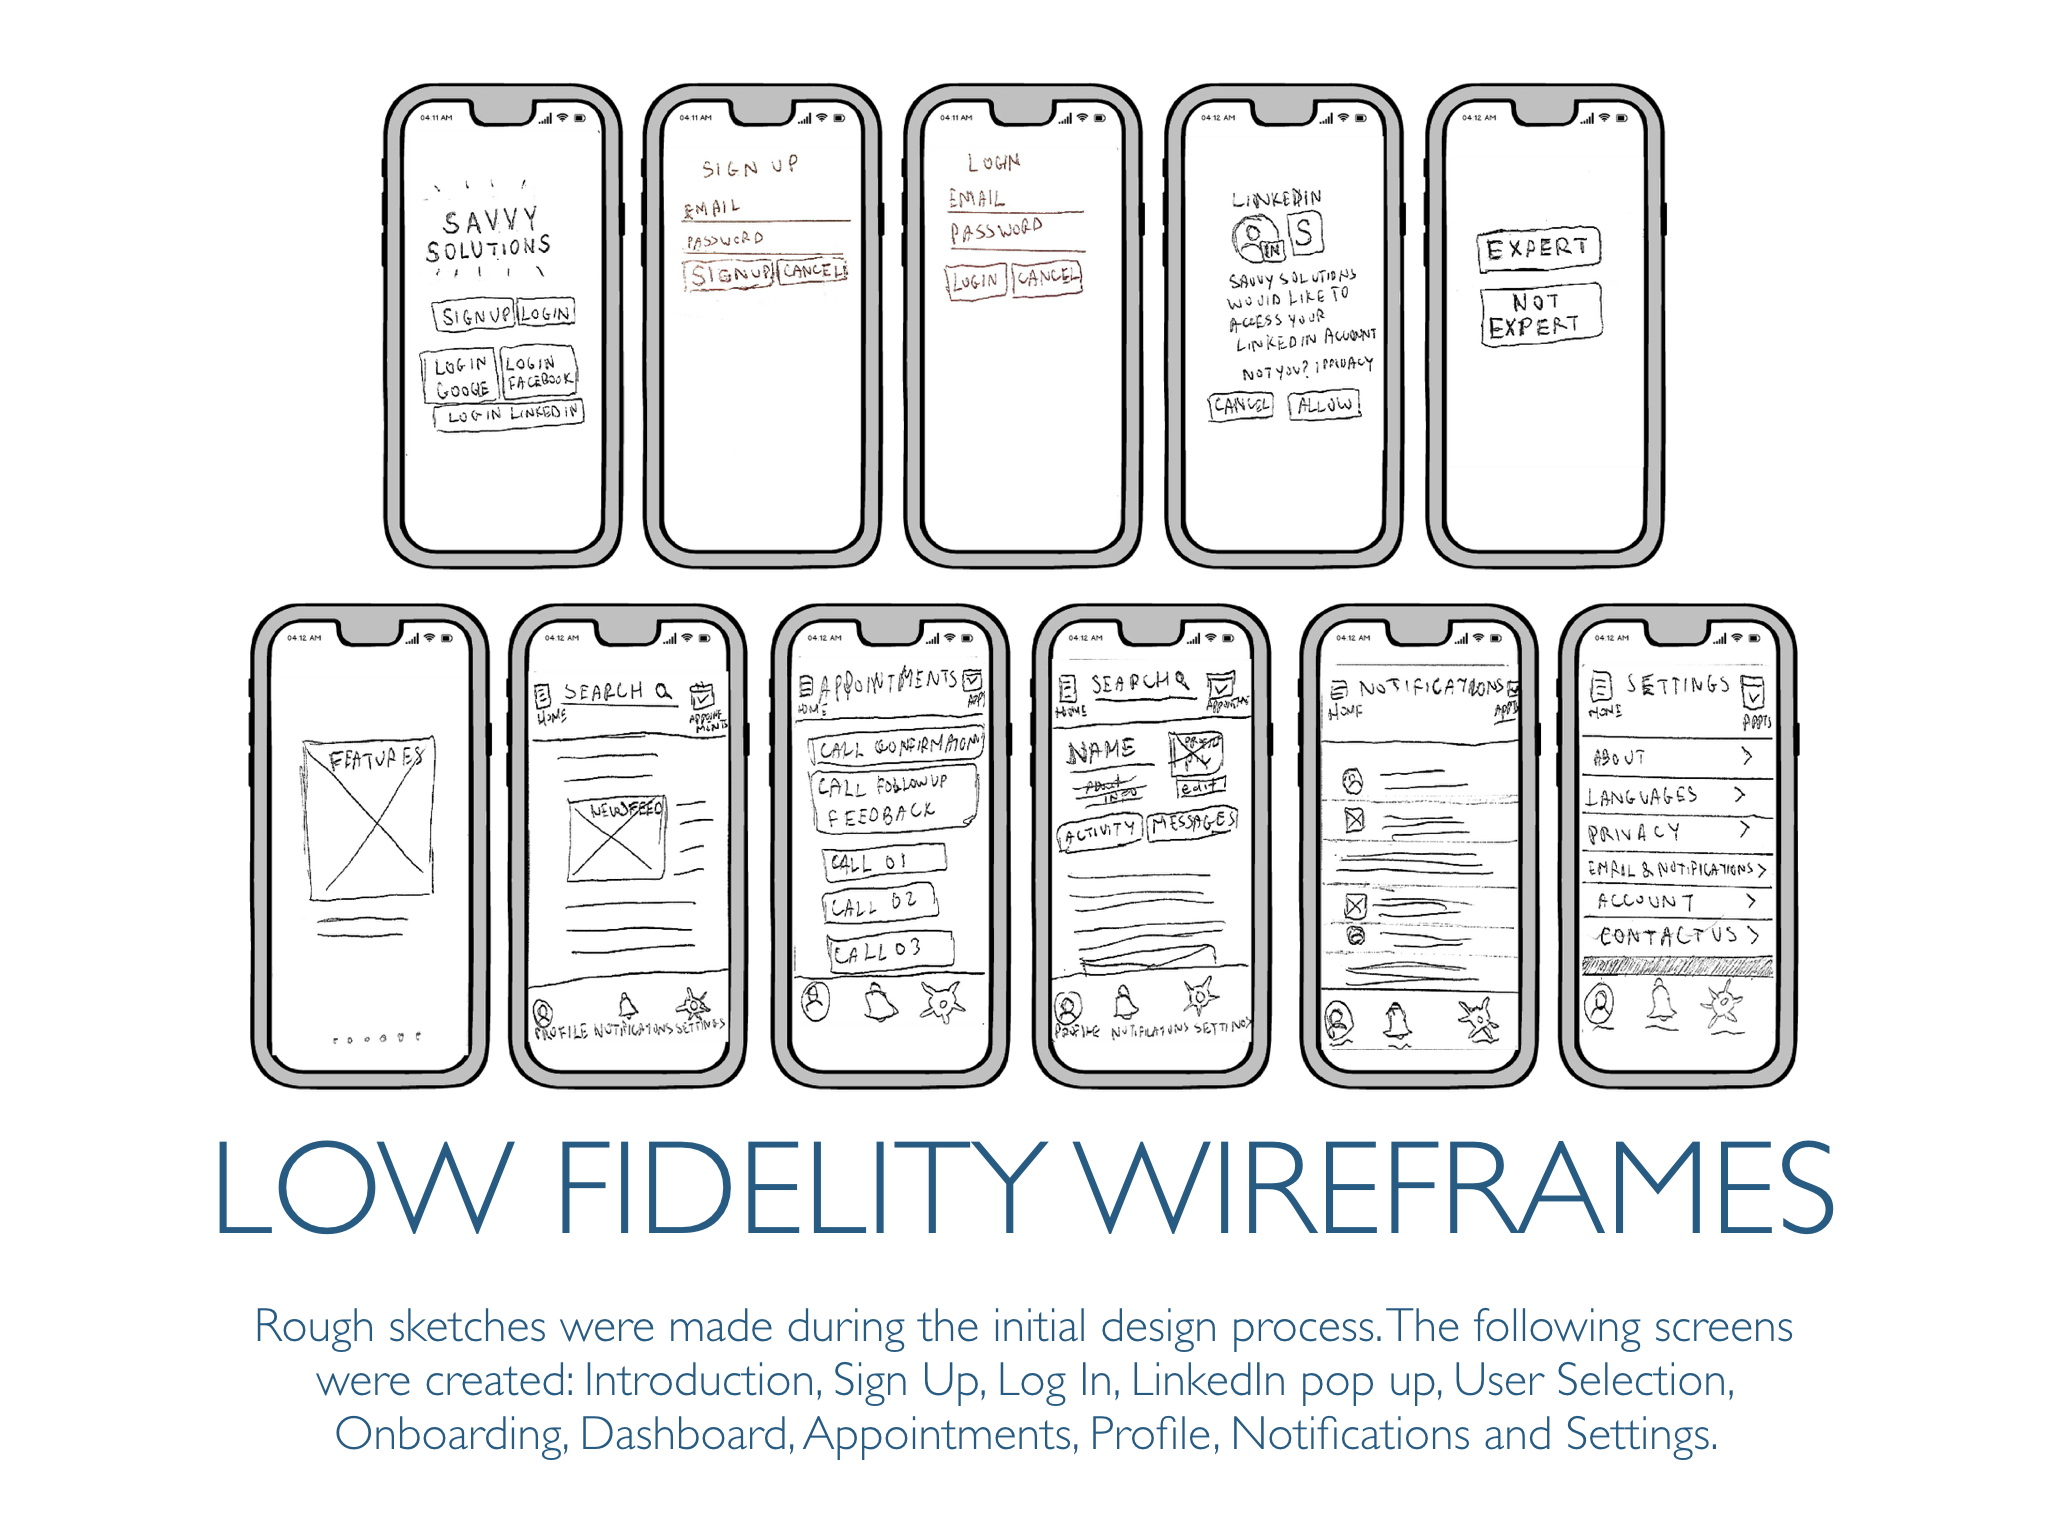 04:11 AM
SAVVY
SOLUTIONS
SIGN UP
LOGIN
LOGIN
GOOGLE
LOGIN
FACEBOOK
LOGIN LINKEDIN
04:11 AM
SIGN UP
EMAIL
PASSWORD
SIGN UP
CANCEL
04:11 AM
LOGIN
EMAIL
PASSWORD
LOGIN
CANCEL
04:12 AM
LINKEDIN
IN
S
SAVVY SOLUTIONS
WOULD LIKE TO
ACCESS YOUR
LINKEDIN ACCOUNT
NOT YOU? | PRIVACY
CANCEL
ALLOW
04:12 AM
EXPERT
NOT
EXPERT
04:12 AM
FEATURES
04:12 AM
SEARCH
HOME
APPOINT
MENTS
NEWSFEED
PROFILE NOTIFICATIONS SETTINGS
04:12 AM
APPOINTMENTS
HOME
APPTS
CALL CONFIRMATION
CALL FOLLOW UP
FEEDBACK
CALL 01
CALL 02
CALL 03
04:12 AM
SEARCH
HOME
NAME
ABOUT
INFO
edit
ACTIVITY
MESSAGES
PROFILE NOTIFICATIONS SETTINGS
04:12 AM
NOTIFICATIONS
HOME
APPTS
04:12 AM
SETTINGS
HOME
APPTS
ABOUT >
LANGUAGES >
PRIVACY >
EMAIL & NOTIFICATIONS >
ACCOUNT >
CONTACT US >
LOW FIDELITY WIREFRAMES
Rough sketches were made during the initial design process. The following screens
were created: Introduction, Sign Up, Log In, LinkedIn pop up, User Selection,
Onboarding, Dashboard, Appointments, Profile, Notifications and Settings.